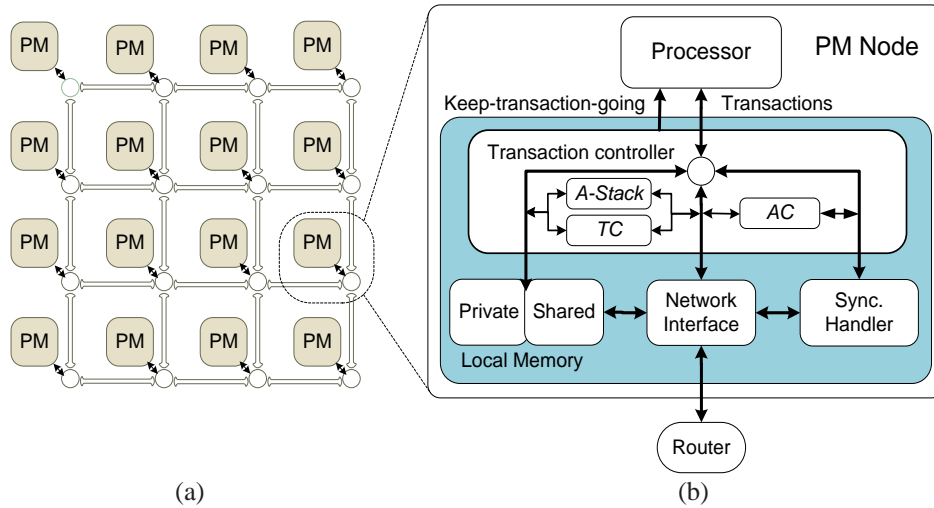 PM PM PM PM
PM PM PM PM
PM PM PM PM
PM PM PM PM
(a)
PM Node
Processor
Keep-transaction-going
Transactions
Transaction controller
A-Stack
TC
AC
Private
Shared
Local Memory
Network
Interface
Sync.
Handler
Router
(b)